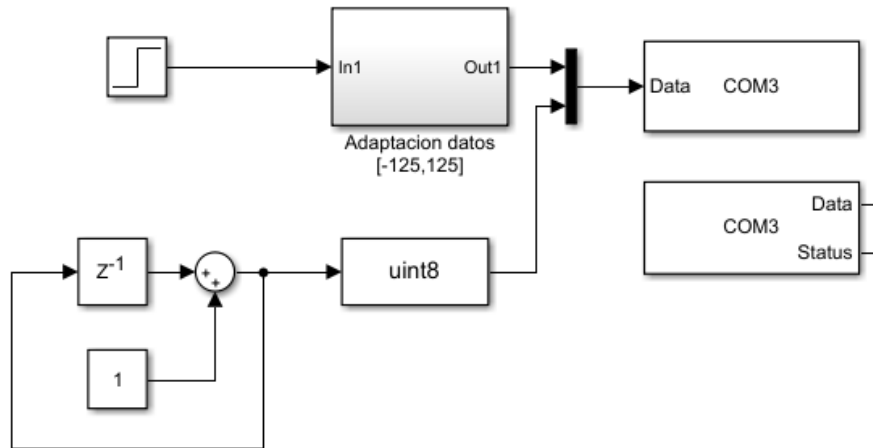 In1
Out1
Data
COM3
Adaptacion datos
[-125,125]
COM3
Data
Status
z-1
++
uint8
1